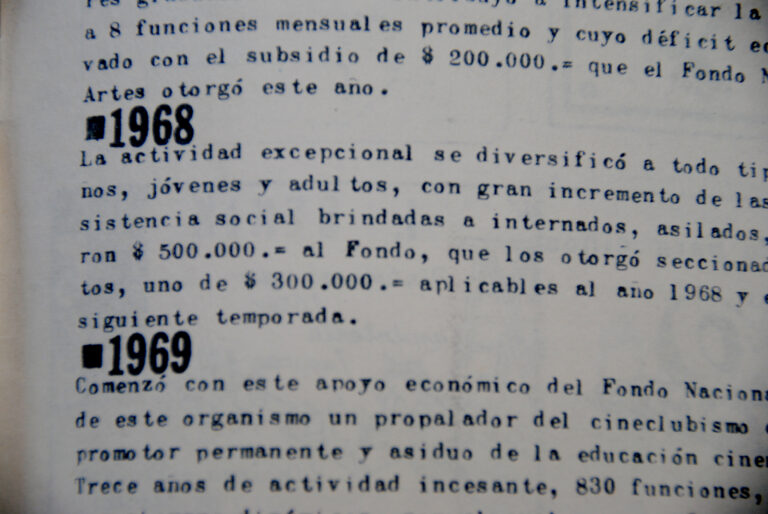 a intensificar la
a 8 funciones mensuales promedio y cuyo déficit
vado con el subsidio de $ 200.000.= que el Fondo
Artes otorgó este año.
■1968
La actividad excepcional se diversificó a todo
nos, jóvenes y adultos, con gran incremento de las
sistencia social brindadas a internados, asilados,
ron $ 500.000.= al Fondo, que los otorgó
tos, uno de $ 300.000.= aplicables al año 1968 y
siguiente temporada.
■1969
Comenzó con este apoyo económico del Fondo
de este organismo un propalador del cineclubismo
promotor permanente y asiduo de la educación
Trece años de actividad incesante, 830 funciones,